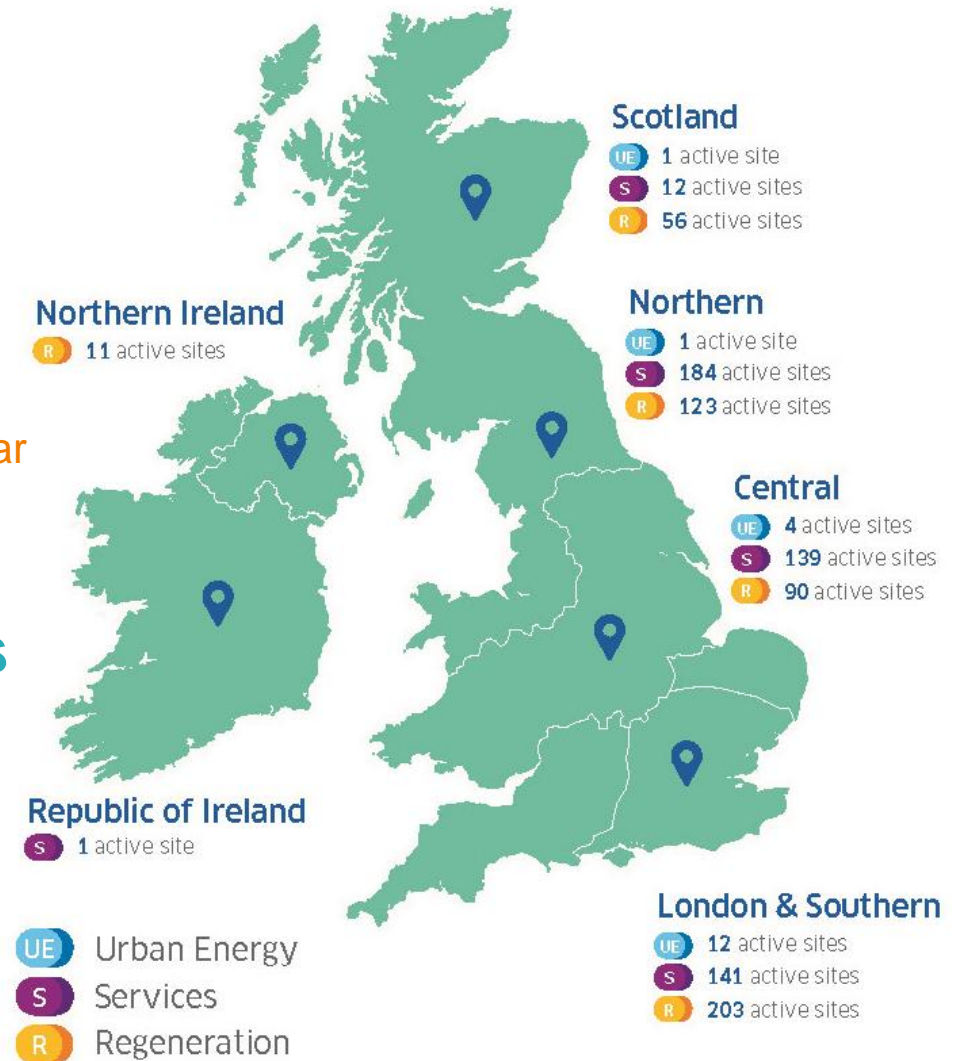 Scotland
UE 1 active site
S 12 active sites
R 56 active sites
Northern Ireland
R 11 active sites
Northern
UE 1 active site
S 184 active sites
R 123 active sites
ar
Central
UE 4 active sites
S 139 active sites
R 90 active sites
s
Republic of Ireland
S 1 active site
London & Southern
UE 12 active sites
S 141 active sites
R 203 active sites
UE Urban Energy
S Services
R Regeneration